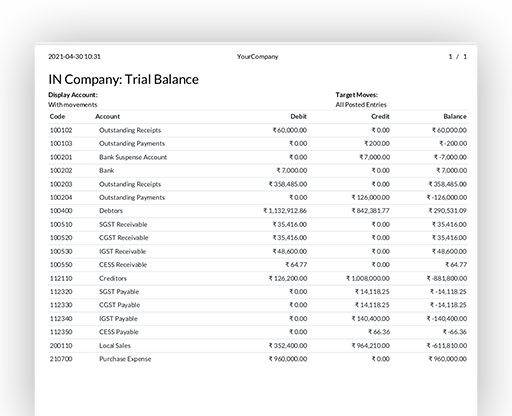 2021-04-30 10:31 YourCompany 1 / 1
IN Company: Trial Balance
Display Account: Target Moves:
With movements All Posted Entries
Code Account Debit Credit Balance
100102 Outstanding Receipts ₹ 60,000.00 ₹ 0.00 ₹ 60,000.00
100103 Outstanding Payments ₹ 0.00 ₹ 200.00 ₹ -200.00
100201 Bank Suspense Account ₹ 0.00 ₹ 7,000.00 ₹ -7,000.00
100202 Bank ₹ 7,000.00 ₹ 0.00 ₹ 7,000.00
100203 Outstanding Receipts ₹ 358,485.00 ₹ 0.00 ₹ 358,485.00
100204 Outstanding Payments ₹ 0.00 ₹ 126,000.00 ₹ -126,000.00
100400 Debtors ₹ 1,132,912.86 ₹ 842,381.77 ₹ 290,531.09
100510 SGST Receivable ₹ 35,416.00 ₹ 0.00 ₹ 35,416.00
100520 CGST Receivable ₹ 35,416.00 ₹ 0.00 ₹ 35,416.00
100530 IGST Receivable ₹ 48,600.00 ₹ 0.00 ₹ 48,600.00
100550 CESS Receivable ₹ 64.77 ₹ 0.00 ₹ 64.77
112110 Creditors ₹ 126,200.00 ₹ 1,008,000.00 ₹ -881,800.00
112320 SGST Payable ₹ 0.00 ₹ 14,118.25 ₹ -14,118.25
112330 CGST Payable ₹ 0.00 ₹ 14,118.25 ₹ -14,118.25
112340 IGST Payable ₹ 0.00 ₹ 140,400.00 ₹ -140,400.00
112350 CESS Payable ₹ 0.00 ₹ 66.36 ₹ -66.36
200110 Local Sales ₹ 352,400.00 ₹ 964,210.00 ₹ -611,810.00
210700 Purchase Expense ₹ 960,000.00 ₹ 0.00 ₹ 960,000.00